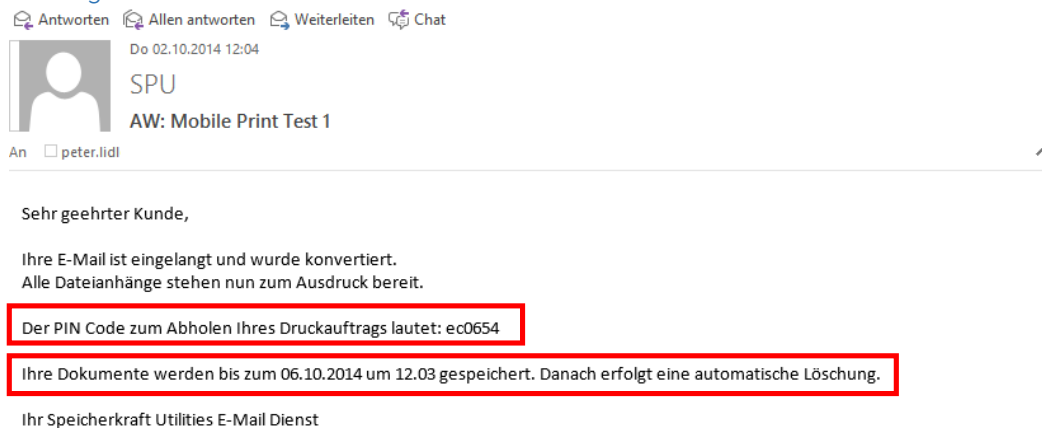 Antworten Allen antworten Weiterleiten Chat
Do 02.10.2014 12:04
SPU
AW: Mobile Print Test 1
An peter.lidl
Sehr geehrter Kunde,
Ihre E-Mail ist eingelangt und wurde konvertiert.
Alle Dateianhänge stehen nun zum Ausdruck bereit.
Der PIN Code zum Abholen Ihres Druckauftrags lautet: ec0654
Ihre Dokumente werden bis zum 06.10.2014 um 12.03 gespeichert. Danach erfolgt eine automatische Löschung.
Ihr Speicherkraft Utilities E-Mail Dienst